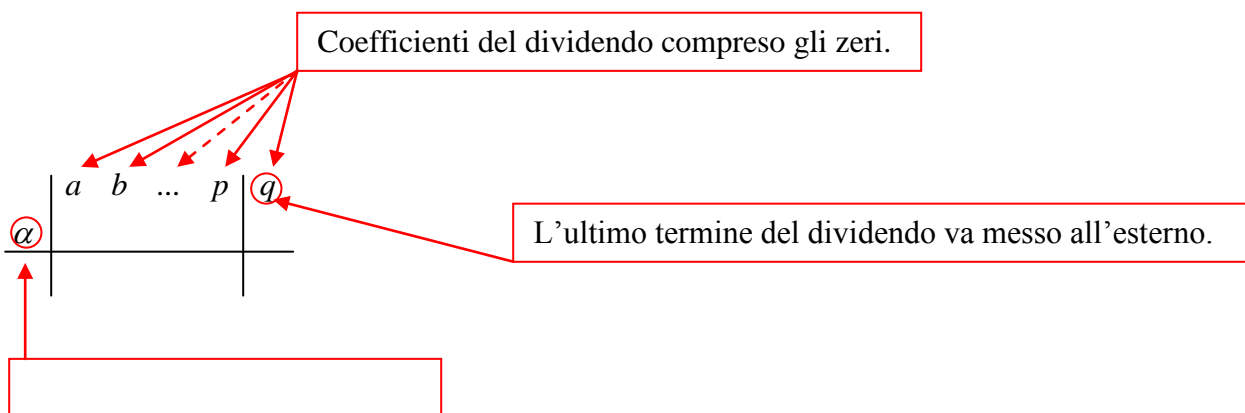 Coefficienti del dividendo compreso gli zeri.
a b ... p q
L’ultimo termine del dividendo va messo all’esterno.
α